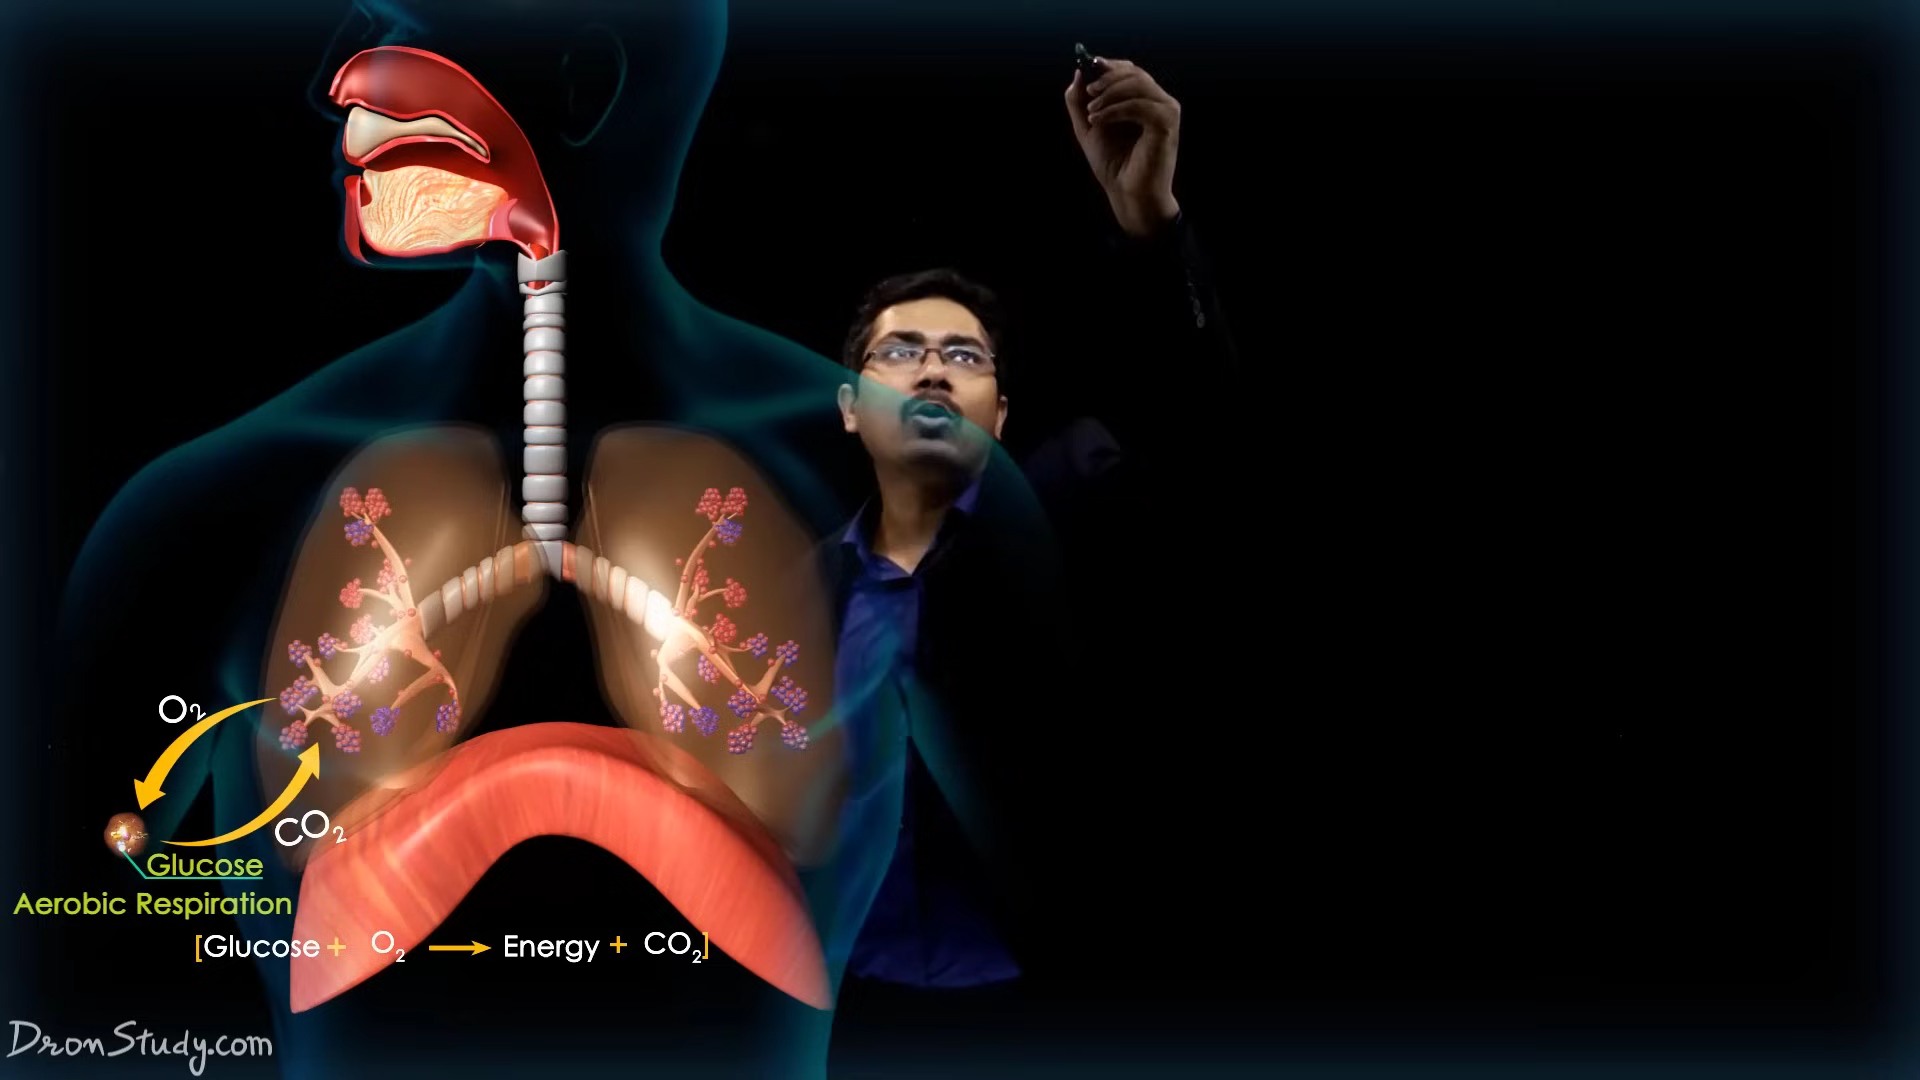 O₂
CO₂
Glucose
Aerobic Respiration
[Glucose + O₂ → Energy + CO₂]
DronStudy.com